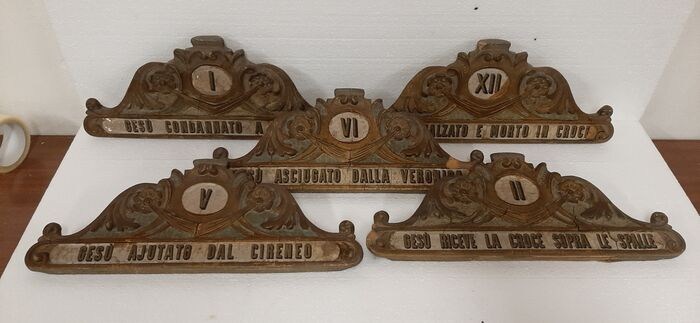 I
GESÙ CONDANNATO A
XII
ALZATO E MORTO IN CROCE
VI
ASCIUGATO DALLA VERONICA
V
GESÙ AJUTATO DAL CIRENEO
II
GESÙ RICEVE LA CROCE SOPRA LE SPALLE